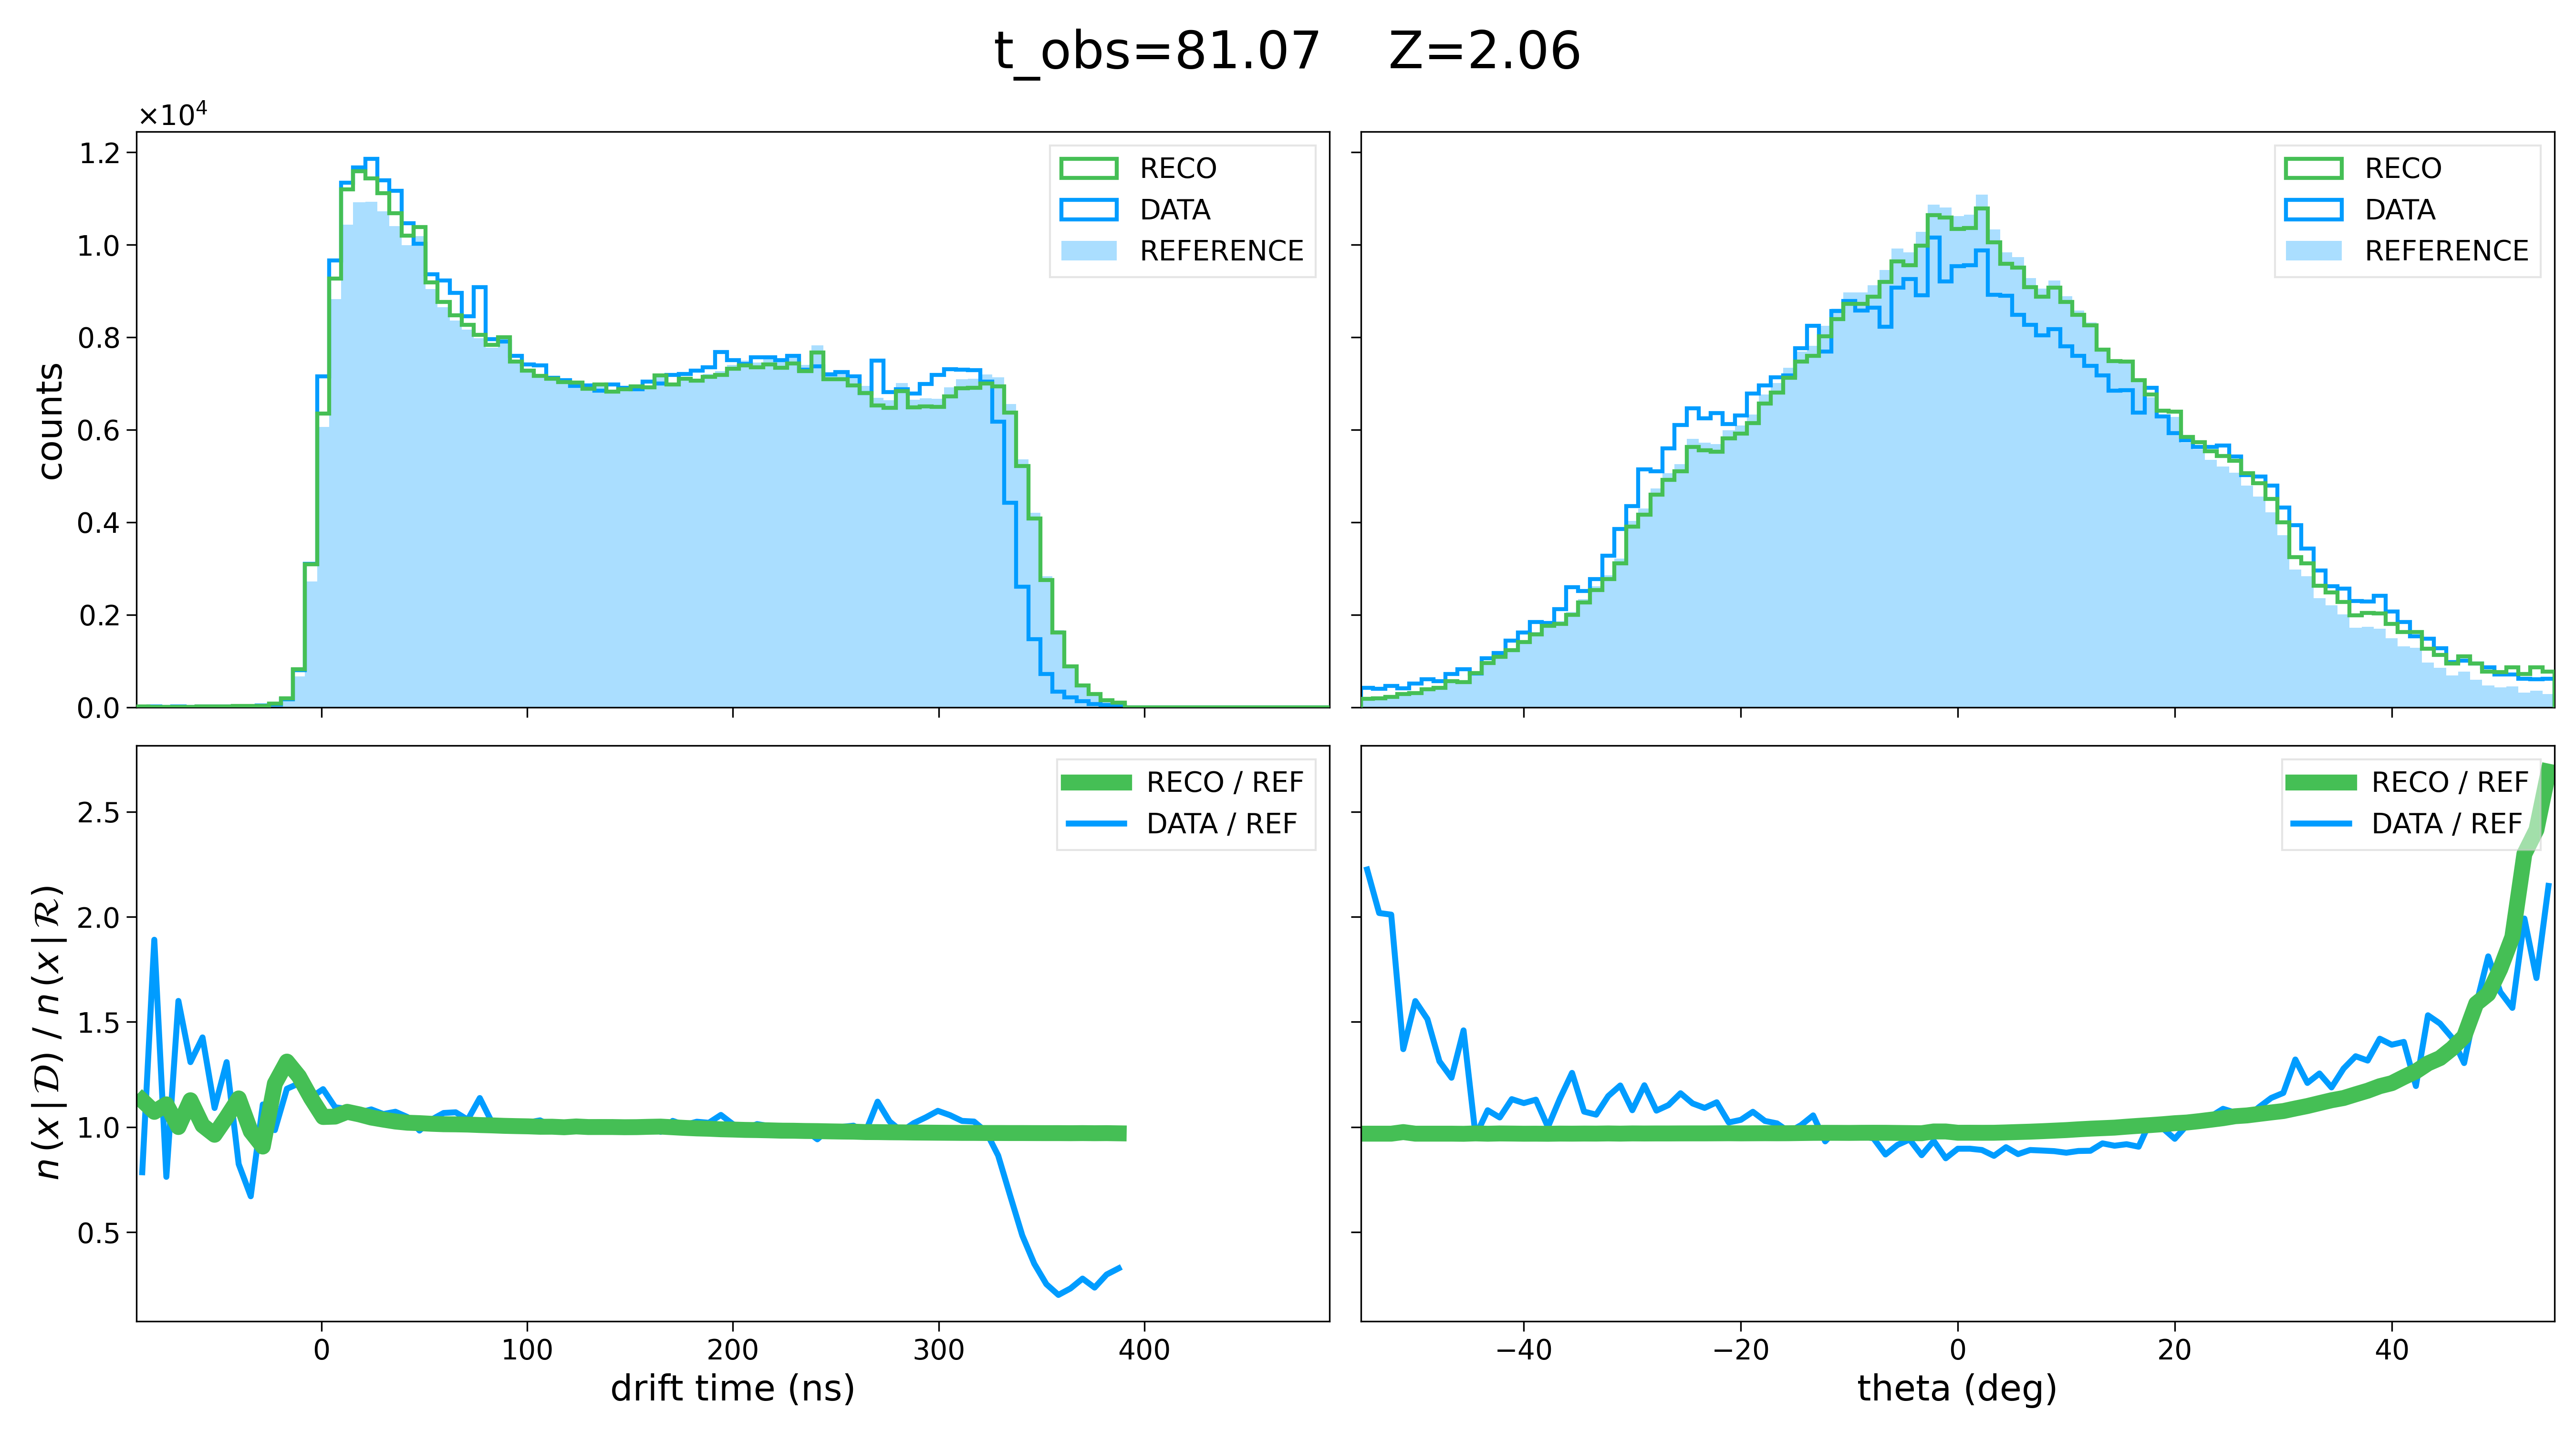 t_obs=81.07 Z=2.06
×10⁴
1.2
1.0
0.8
0.6
0.4
0.2
0.0
counts
RECO
DATA
REFERENCE
RECO
DATA
REFERENCE
2.5
2.0
1.5
1.0
0.5
n(x|𝒟) / n(x|ℛ)
RECO / REF
DATA / REF
RECO / REF
DATA / REF
0 100 200 300 400
drift time (ns)
−40 −20 0 20 40
theta (deg)